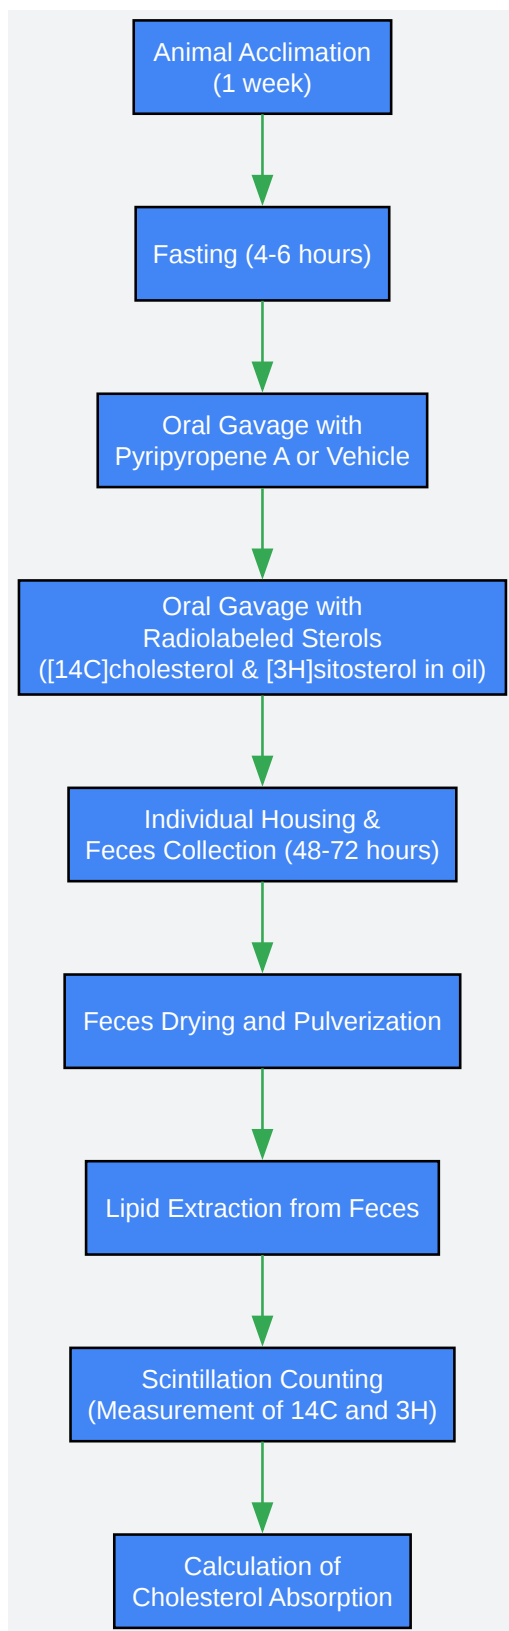 Animal Acclimation
(1 week)
Fasting (4-6 hours)
Oral Gavage with
Pyripyropene A or Vehicle
Oral Gavage with
Radiolabeled Sterols
([14C]cholesterol & [3H]sitosterol in oil)
Individual Housing &
Feces Collection (48-72 hours)
Feces Drying and Pulverization
Lipid Extraction from Feces
Scintillation Counting
(Measurement of 14C and 3H)
Calculation of
Cholesterol Absorption